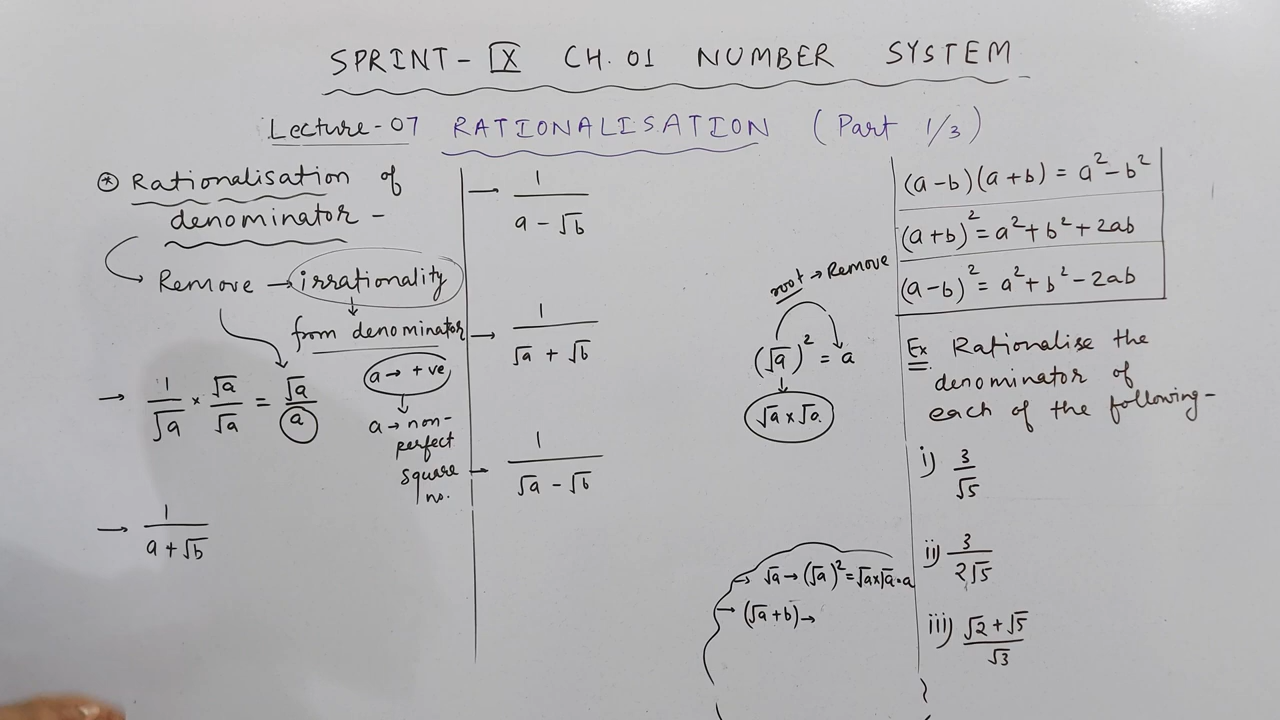 SPRINT - IX CH. 01 NUMBER SYSTEM
Lecture-07 RATIONALISATION (Part 1/3)
⊛ Rationalisation of
denominator -
Remove → irrationality
from denominator
a → +ve
a → non-
perfect
square
no.
→ 1/√a × √a/√a = √a/a
→ 1/(a + √b)
→ 1/(a - √b)
→ 1/(√a + √b)
→ 1/(√a - √b)
root → Remove
(√a)² = a
√a × √a
→ √a → (√a)² = √a×√a = a
→ (√a + b) →
(a-b)(a+b) = a² - b²
(a+b)² = a² + b² + 2ab
(a-b)² = a² + b² - 2ab
Ex Rationalise the
denominator of
each of the following -
i) 3/√5
ii) 3/2√5
iii) (√2 + √5)/√3